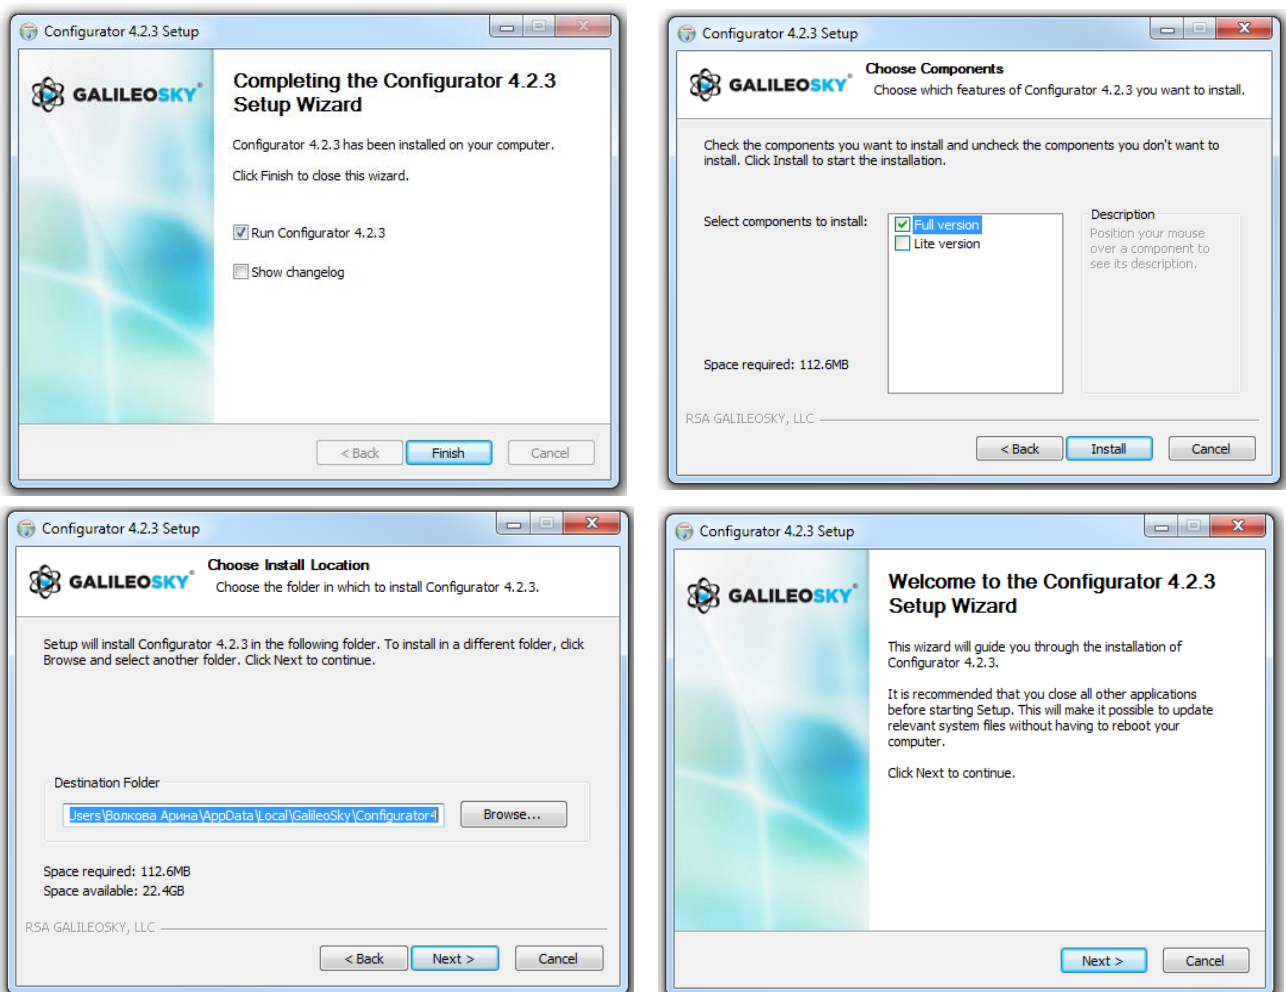 Configurator 4.2.3 Setup
GALILEOSKY®
Completing the Configurator 4.2.3
Setup Wizard
Configurator 4.2.3 has been installed on your computer.
Click Finish to close this wizard.
Run Configurator 4.2.3
Show changelog
< Back
Finish
Cancel
Configurator 4.2.3 Setup
GALILEOSKY®
Choose Components
Choose which features of Configurator 4.2.3 you want to install.
Check the components you want to install and uncheck the components you don't want to
install. Click Install to start the installation.
Select components to install:
Full version
Lite version
Description
Position your mouse
over a component to
see its description.
Space required: 112.6MB
RSA GALILEOSKY, LLC
< Back
Install
Cancel
Configurator 4.2.3 Setup
GALILEOSKY®
Choose Install Location
Choose the folder in which to install Configurator 4.2.3.
Setup will install Configurator 4.2.3 in the following folder. To install in a different folder, click
Browse and select another folder. Click Next to continue.
Destination Folder
Users\Волкова Арина\AppData\Local\GalileoSky\Configurator4
Browse...
Space required: 112.6MB
Space available: 22.4GB
RSA GALILEOSKY, LLC
< Back
Next >
Cancel
Configurator 4.2.3 Setup
GALILEOSKY®
Welcome to the Configurator 4.2.3
Setup Wizard
This wizard will guide you through the installation of
Configurator 4.2.3.
It is recommended that you close all other applications
before starting Setup. This will make it possible to update
relevant system files without having to reboot your
computer.
Click Next to continue.
Next >
Cancel